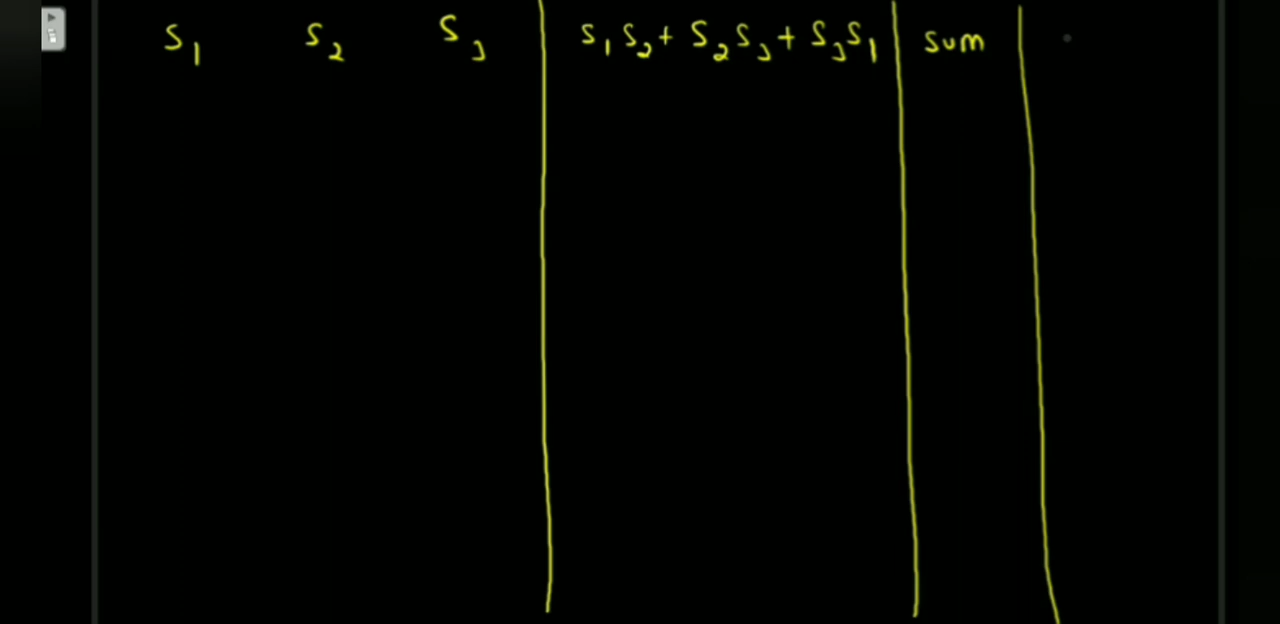 S₁ S₂ S₃ S₁S₂ + S₂S₃ + S₃S₁ sum